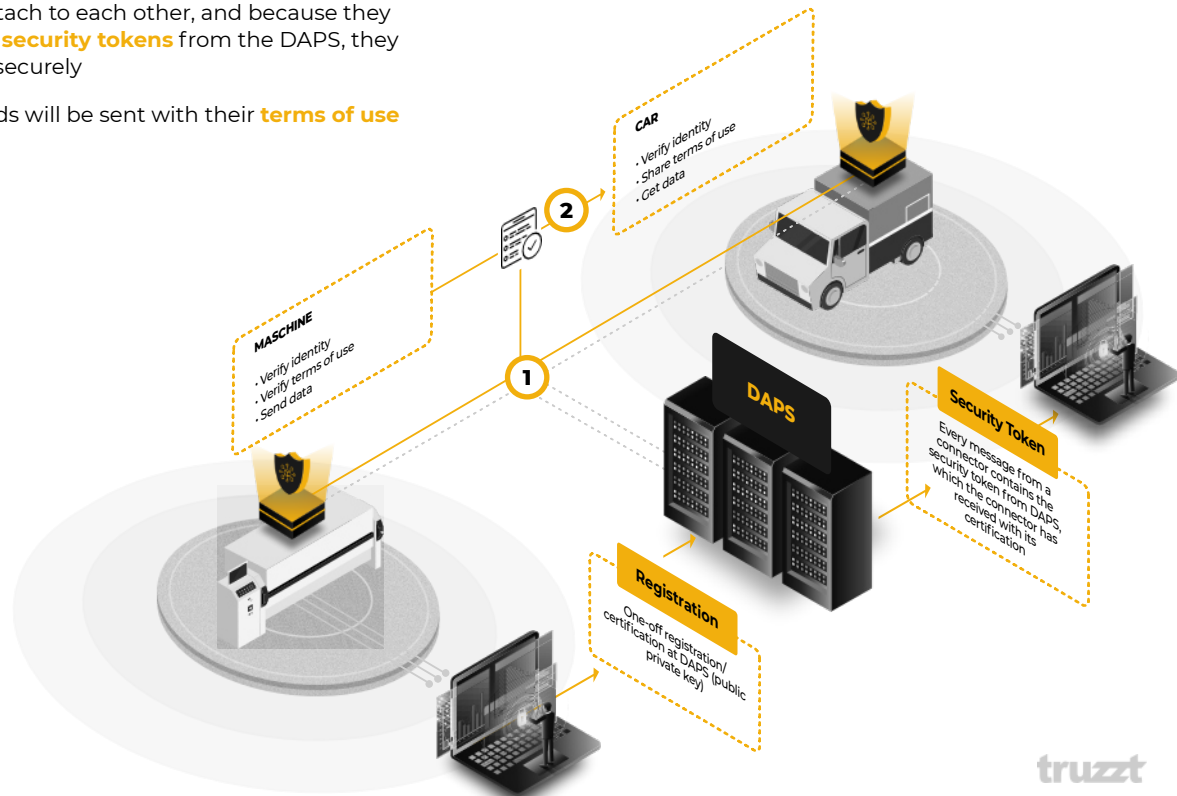 tach to each other, and because they
security tokens from the DAPS, they
securely
ds will be sent with their terms of use
CAR
· Verify identity
· Share terms of use
· Get data
2
MASCHINE
· Verify identity
· Verify terms of use
· Send data
1
DAPS
Security Token
Every message from a
connector contains the
security token from DAPS,
which the connector has
received with its
certification
Registration
One-off registration/
certification at DAPS (public
private key)
truzzt